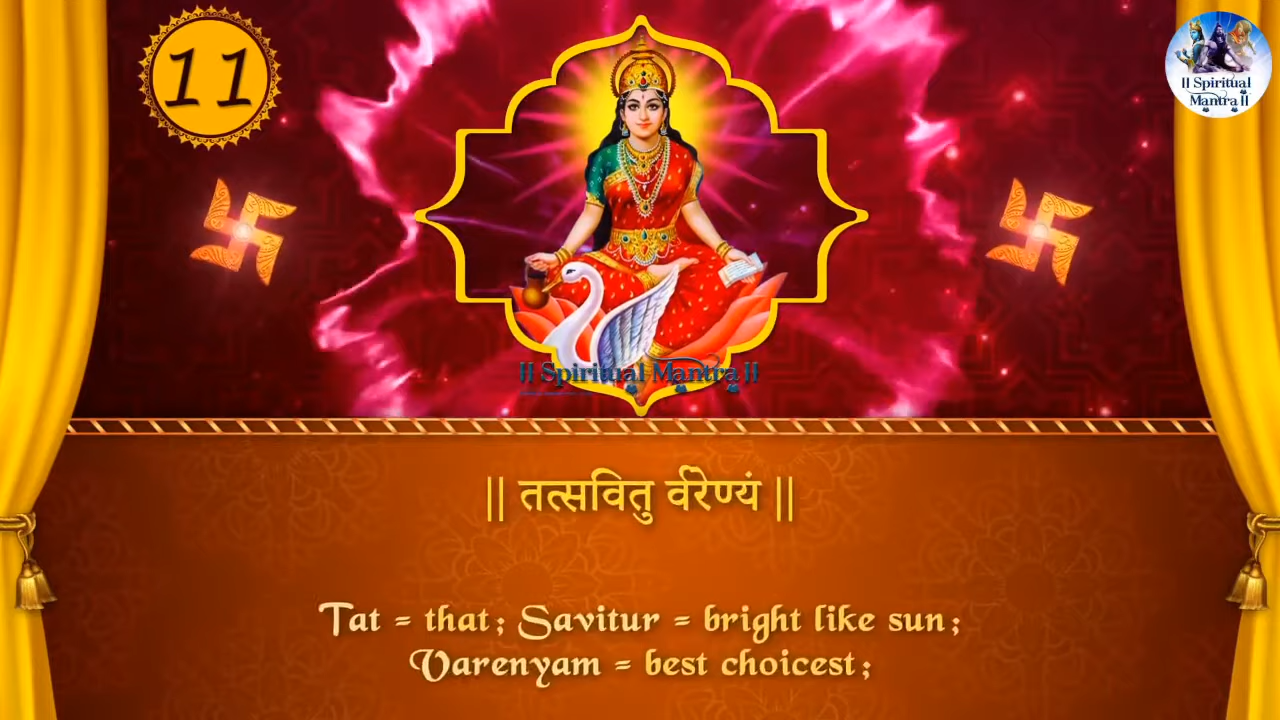 11
|| Spiritual
Mantra ||
|| Spiritual Mantra ||
|| तत्सवितु र्वरेण्यं ||
Tat = that; Savitur = bright like sun;
Varenyam = best choicest;